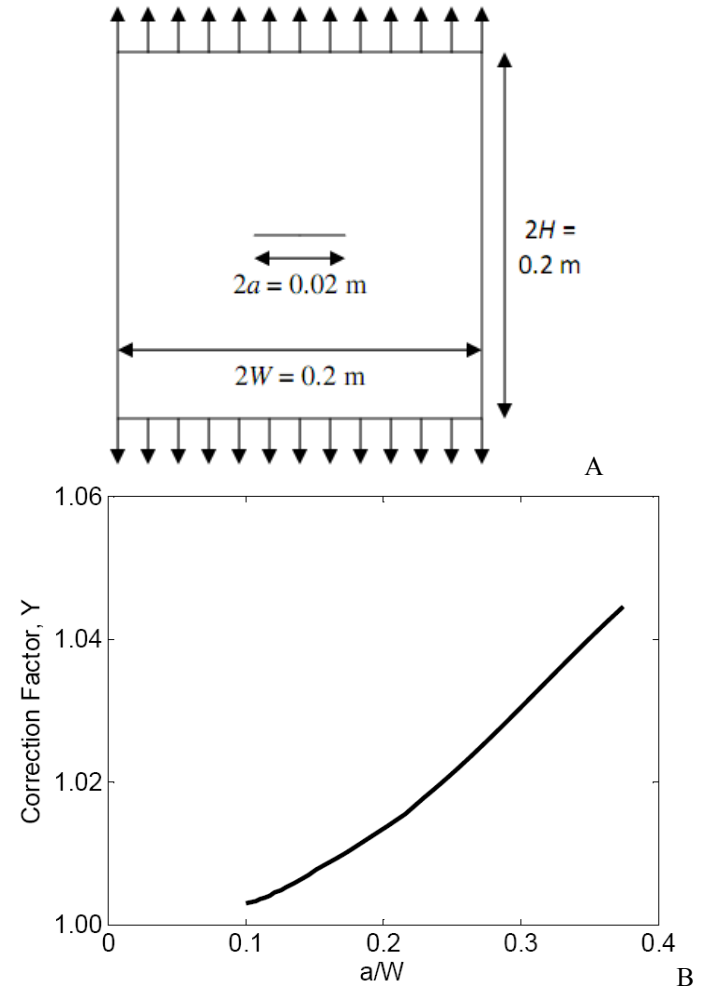 2H =
0.2 m
2a = 0.02 m
2W = 0.2 m
A
1.06
1.04
1.02
1.00
Correction Factor, Y
0
0.1
0.2
0.3
0.4
a/W
B